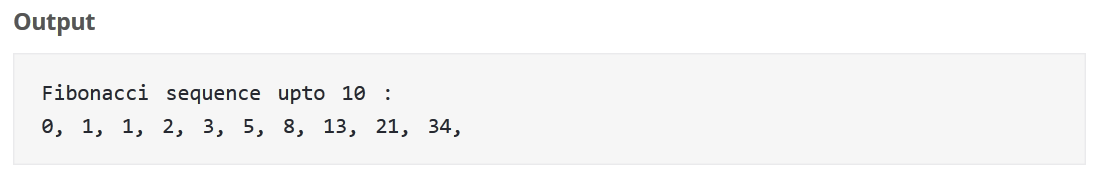 Output
Fibonacci sequence upto 10 :
0, 1, 1, 2, 3, 5, 8, 13, 21, 34,